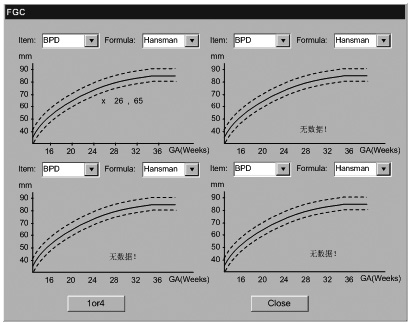 FGC
Item: BPD Formula: Hansman
mm
90
80
70
60
50
40
x 26 , 65
16 20 24 28 32 36 GA(Weeks)
Item: BPD Formula: Hansman
mm
90
80
70
60
50
40
无数据!
16 20 24 28 32 36 GA(Weeks)
Item: BPD Formula: Hansman
mm
90
80
70
60
50
40
无数据!
16 20 24 28 32 36 GA(Weeks)
Item: BPD Formula: Hansman
mm
90
80
70
60
50
40
无数据!
16 20 24 28 32 36 GA(Weeks)
1or4
Close